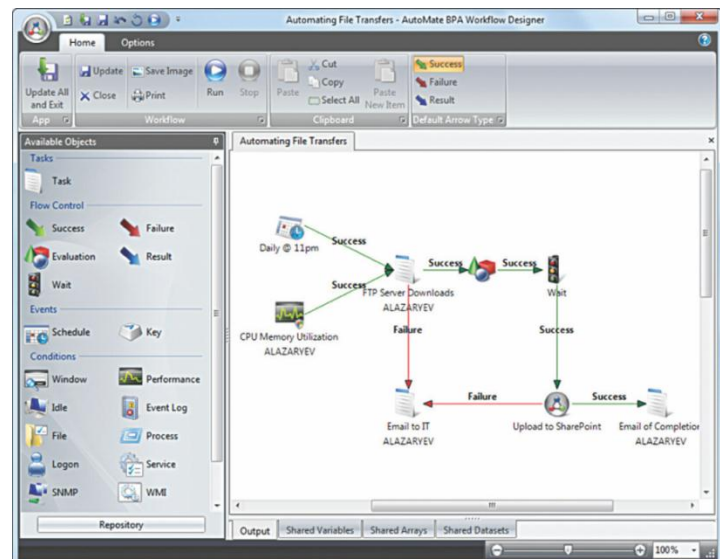 Automating File Transfers - AutoMate BPA Workflow Designer
Home Options
Update All and Exit
Update
Close
Save Image
Print
Run
Stop
Paste
Cut
Copy
Select All
Paste New Item
Success
Failure
Result
App
Workflow
Clipboard
Default Arrow Type
Available Objects
Tasks
Task
Flow Control
Success Failure
Evaluation Result
Wait
Events
Schedule Key
Conditions
Window Performance
Idle Event Log
File Process
Logon Service
SNMP WMI
Repository
Automating File Transfers
Daily @ 11pm
Success
Success
CPU Memory Utilization
ALAZARYEV
FTP Server Downloads
ALAZARYEV
Success
Success
Wait
Failure
Success
Email to IT
ALAZARYEV
Failure
Upload to SharePoint
Success
Email of Completion
ALAZARYEV
Output Shared Variables Shared Arrays Shared Datasets
100%